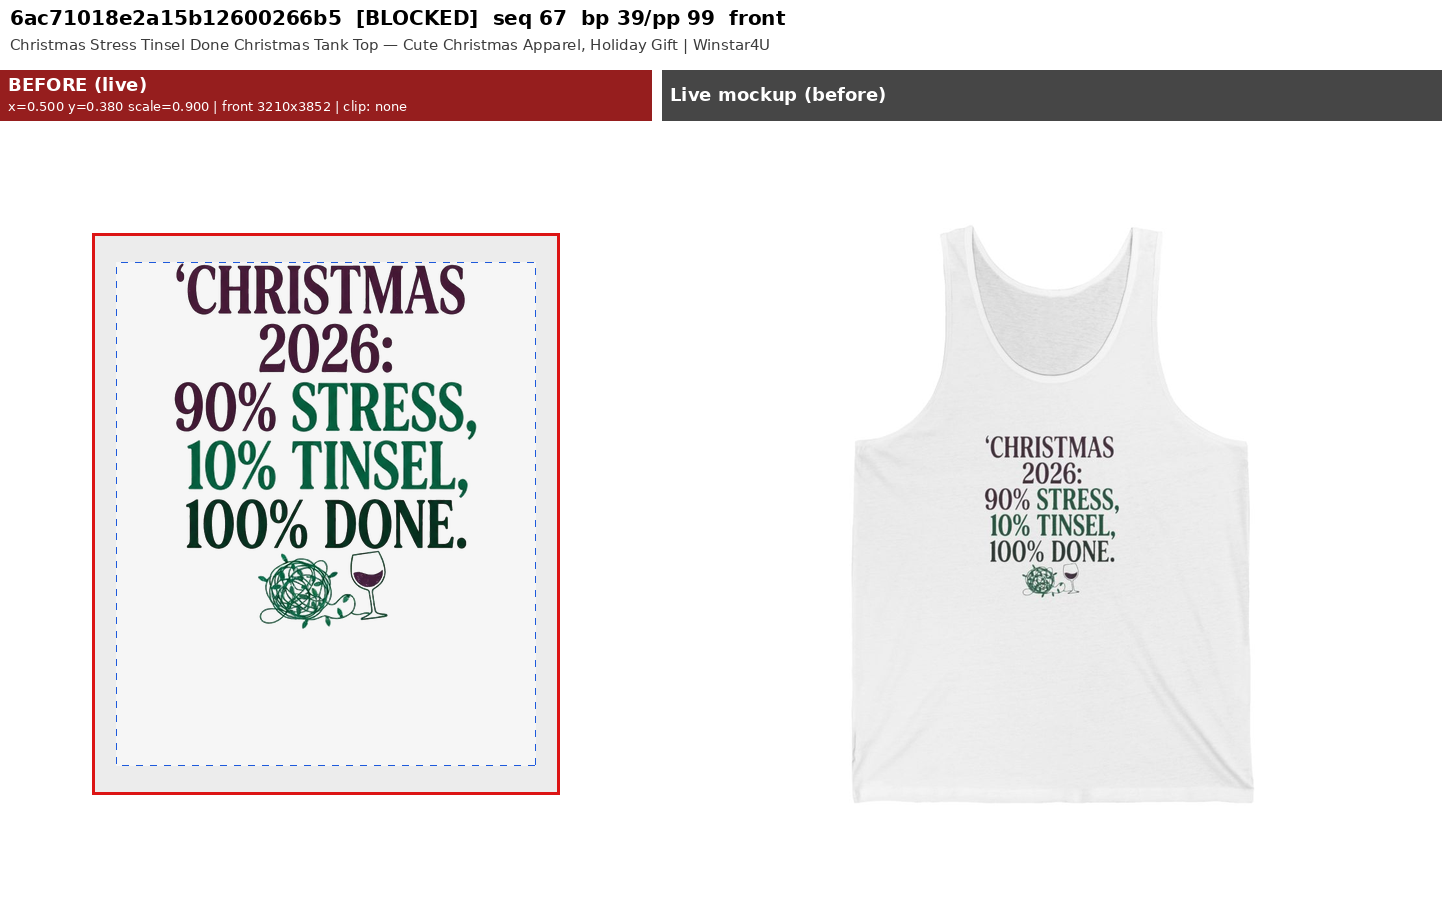 6ac71018e2a15b12600266b5 [BLOCKED] seq 67 bp 39/pp 99 front
Christmas Stress Tinsel Done Christmas Tank Top — Cute Christmas Apparel, Holiday Gift | Winstar4U
BEFORE (live)
x=0.500 y=0.380 scale=0.900 | front 3210x3852 | clip: none
Live mockup (before)
‘CHRISTMAS
2026:
90% STRESS,
10% TINSEL,
100% DONE.
‘CHRISTMAS
2026:
90% STRESS,
10% TINSEL,
100% DONE.